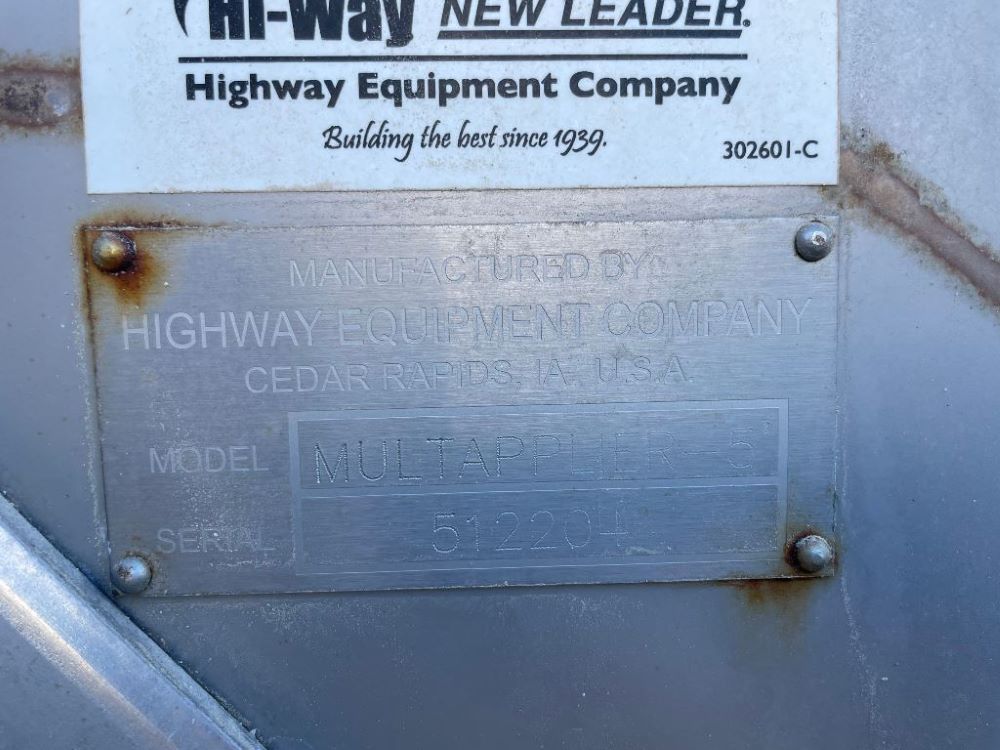 Hi-Way NEW LEADER®
Highway Equipment Company
Building the best since 1939.
302601-C
MANUFACTURED BY:
HIGHWAY EQUIPMENT COMPANY
CEDAR RAPIDS, IA. U.S.A.
MODEL MULTAPPLIER-5'
SERIAL 512204